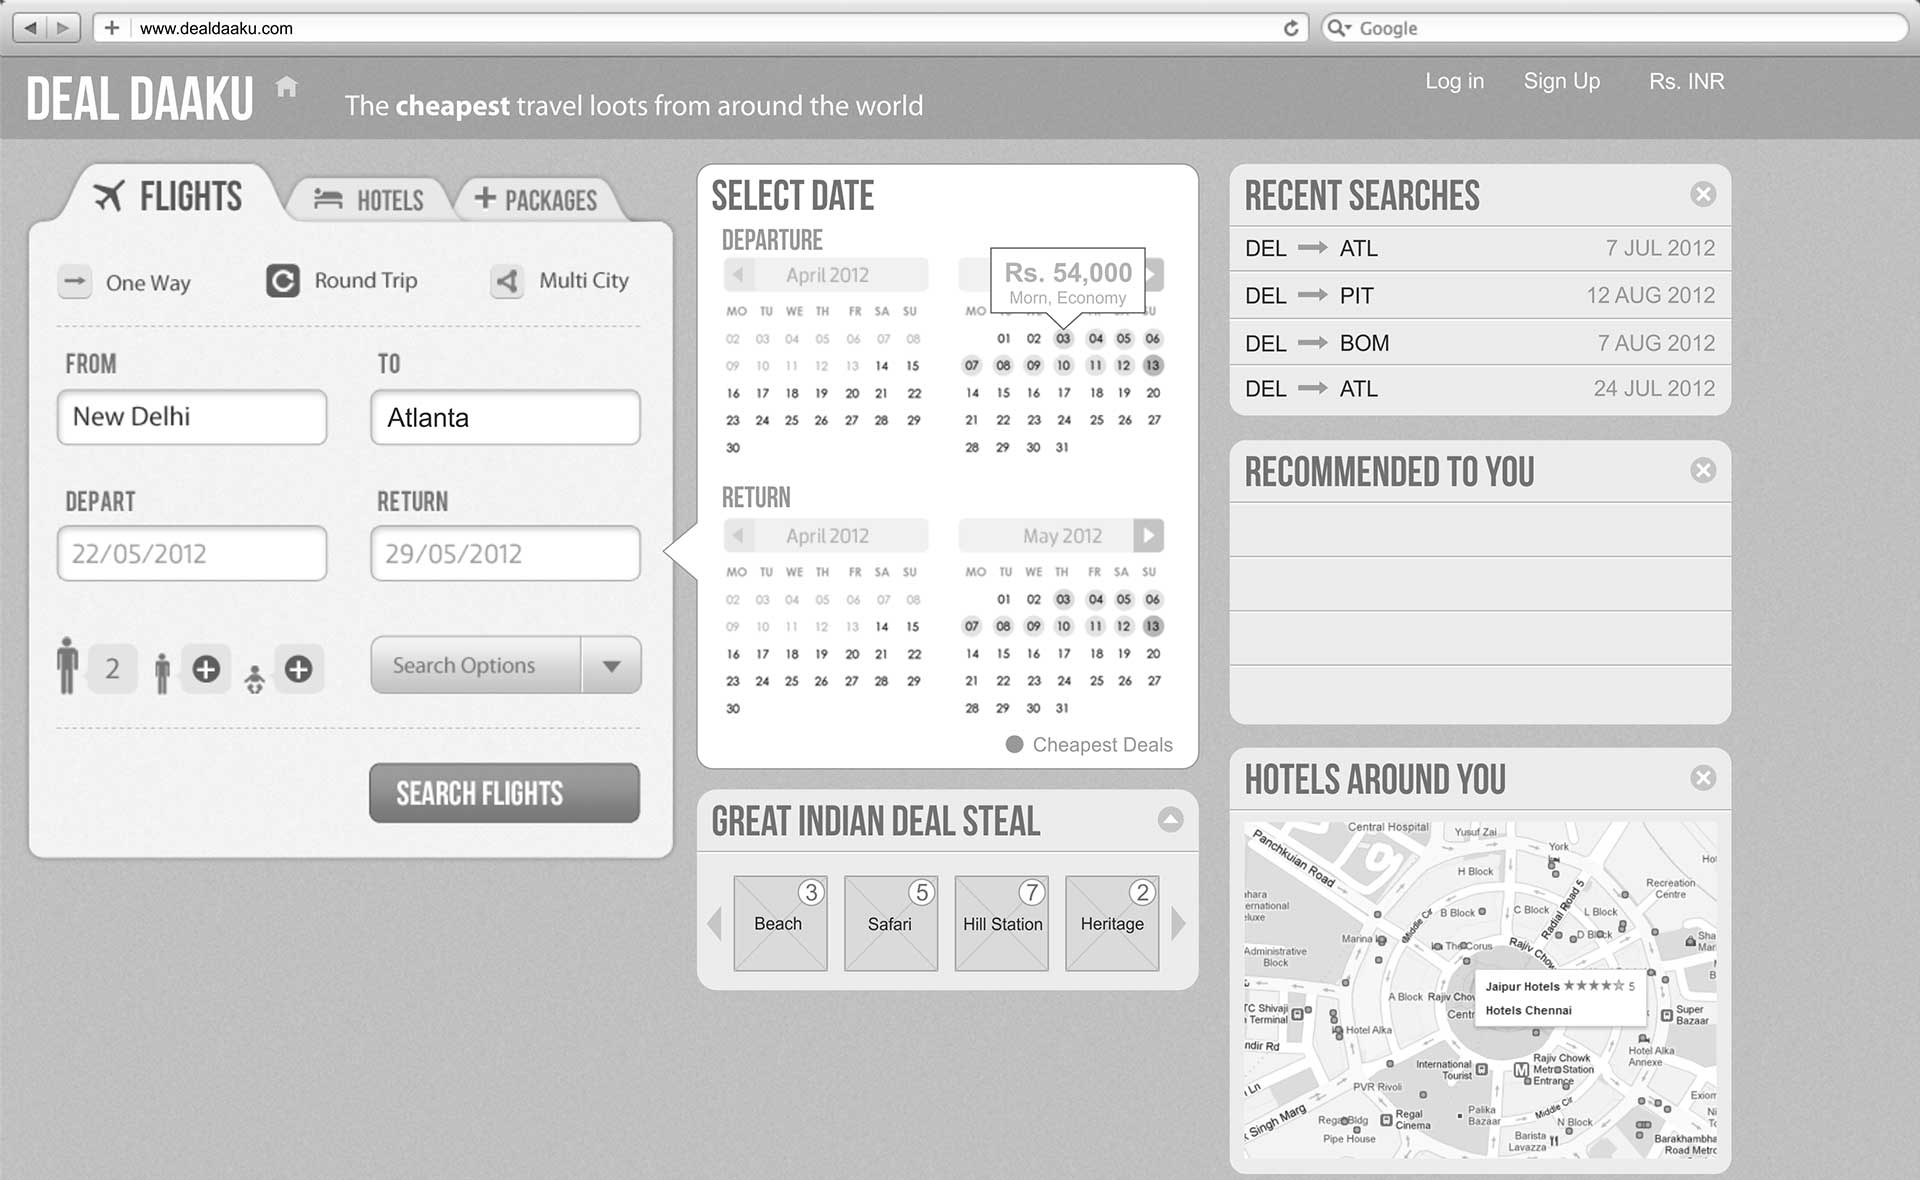 www.dealdaaku.com
Google
DEAL DAAKU
The cheapest travel loots from around the world
Log in Sign Up Rs. INR
FLIGHTS HOTELS PACKAGES
One Way Round Trip Multi City
FROM TO
New Delhi Atlanta
DEPART RETURN
22/05/2012 29/05/2012
2 Search Options
SEARCH FLIGHTS
SELECT DATE
DEPARTURE
April 2012
MO TU WE TH FR SA SU
02 03 04 05 06 07 08
09 10 11 12 13 14 15
16 17 18 19 20 21 22
23 24 25 26 27 28 29
30
Rs. 54,000
Morn, Economy
MO SU
01 02 03 04 05 06
07 08 09 10 11 12 13
14 15 16 17 18 19 20
21 22 23 24 25 26 27
28 29 30 31
RETURN
April 2012
MO TU WE TH FR SA SU
02 03 04 05 06 07 08
09 10 11 12 13 14 15
16 17 18 19 20 21 22
23 24 25 26 27 28 29
30
May 2012
MO TU WE TH FR SA SU
01 02 03 04 05 06
07 08 09 10 11 12 13
14 15 16 17 18 19 20
21 22 23 24 25 26 27
28 29 30 31
Cheapest Deals
GREAT INDIAN DEAL STEAL
3 5 7 2
Beach Safari Hill Station Heritage
RECENT SEARCHES
DEL ATL 7 JUL 2012
DEL PIT 12 AUG 2012
DEL BOM 7 AUG 2012
DEL ATL 24 JUL 2012
RECOMMENDED TO YOU
HOTELS AROUND YOU
Central Hospital
Yusuf Zai
Panchkuian Road
York
H Block
Recreation
Centre
Radial Road 5
Middle Cir
B Block
C Block
L Block
D Block
Marina
The Corus
Rajiv Chow
Administrative
Block
Jaipur Hotels 5
Hotels Chennai
A Block
Rajiv Chow
Centr
TC Shivaji
Terminal
Super
Bazaar
Hotel Alka
ndir Rd
Hotel Alka
Annexe
International
Tourist
Rajiv Chowk
Metro Station
Entrance
PVR Rivoli
Ln
Singh Marg
Regal Bldg
Regal
Cinema
Palika
Bazaar
Middle Cir
N Block
Pipe House
Barista
Lavazza
Exiom
Barakhambha
Road Metro